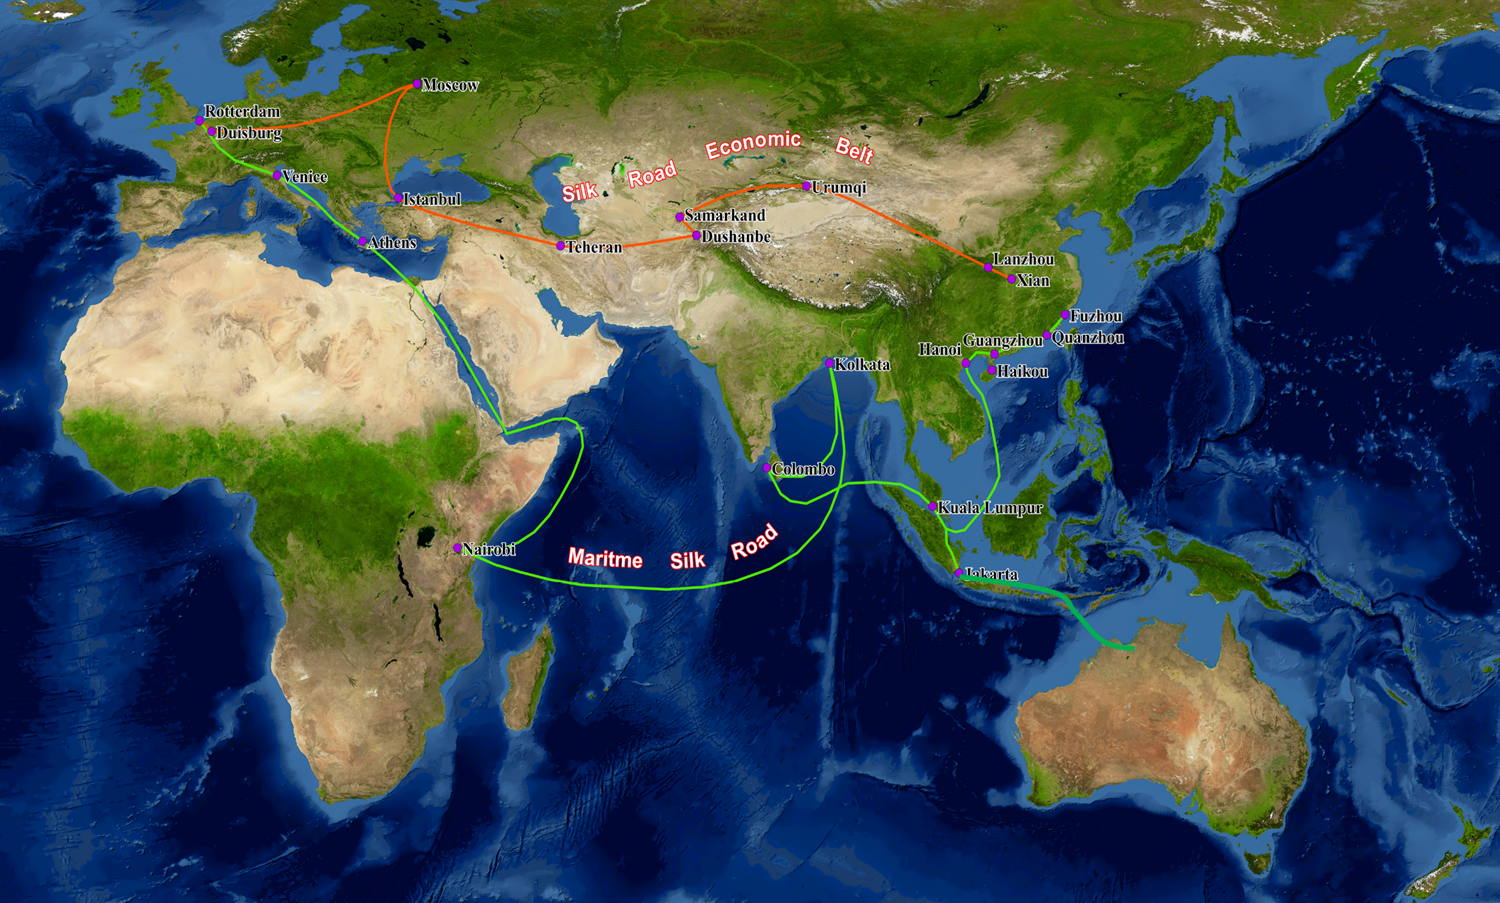 Moscow
Rotterdam
Duisburg
Venice
Istanbul
Athens
Teheran
Silk Road Economic Belt
Urumqi
Samarkand
Dushanbe
Lanzhou
Xian
Fuzhou
Quanzhou
Guangzhou
Hanoi
Haikou
Kolkata
Colombo
Kuala Lumpur
Nairobi
Maritme Silk Road
Jakarta